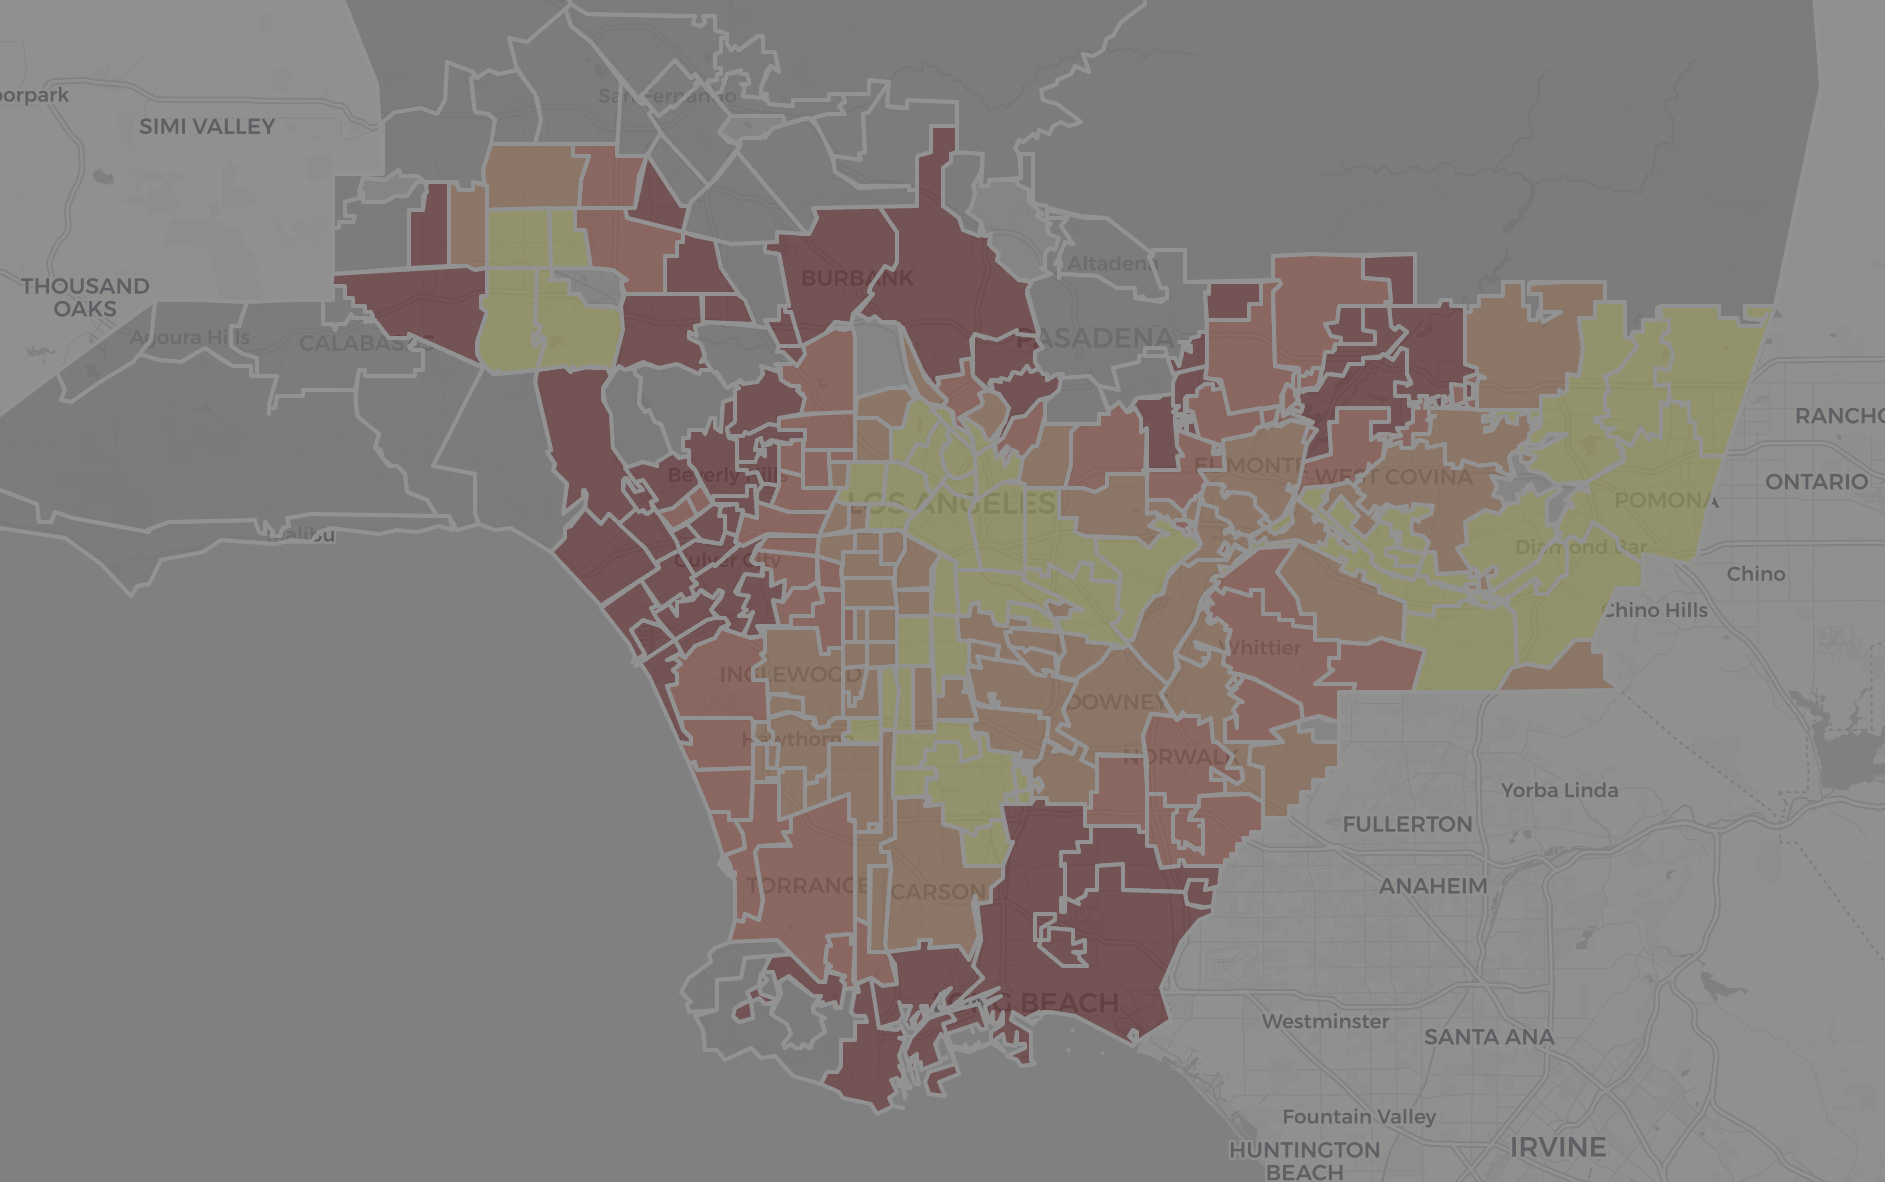 oorpark
SIMI VALLEY
San Fernando
THOUSAND
OAKS
Agoura Hills
CALABASAS
Malibu
BURBANK
Altadena
PASADENA
Beverly Hills
LOS ANGELES
EL MONTE
WEST COVINA
RANCHO
ONTARIO
POMONA
Culver City
Diamond Bar
Chino
Chino Hills
INGLEWOOD
Whittier
Hawthorne
DOWNEY
NORWALK
Yorba Linda
FULLERTON
TORRANCE
CARSON
ANAHEIM
LONG BEACH
Westminster
SANTA ANA
Fountain Valley
HUNTINGTON
BEACH
IRVINE